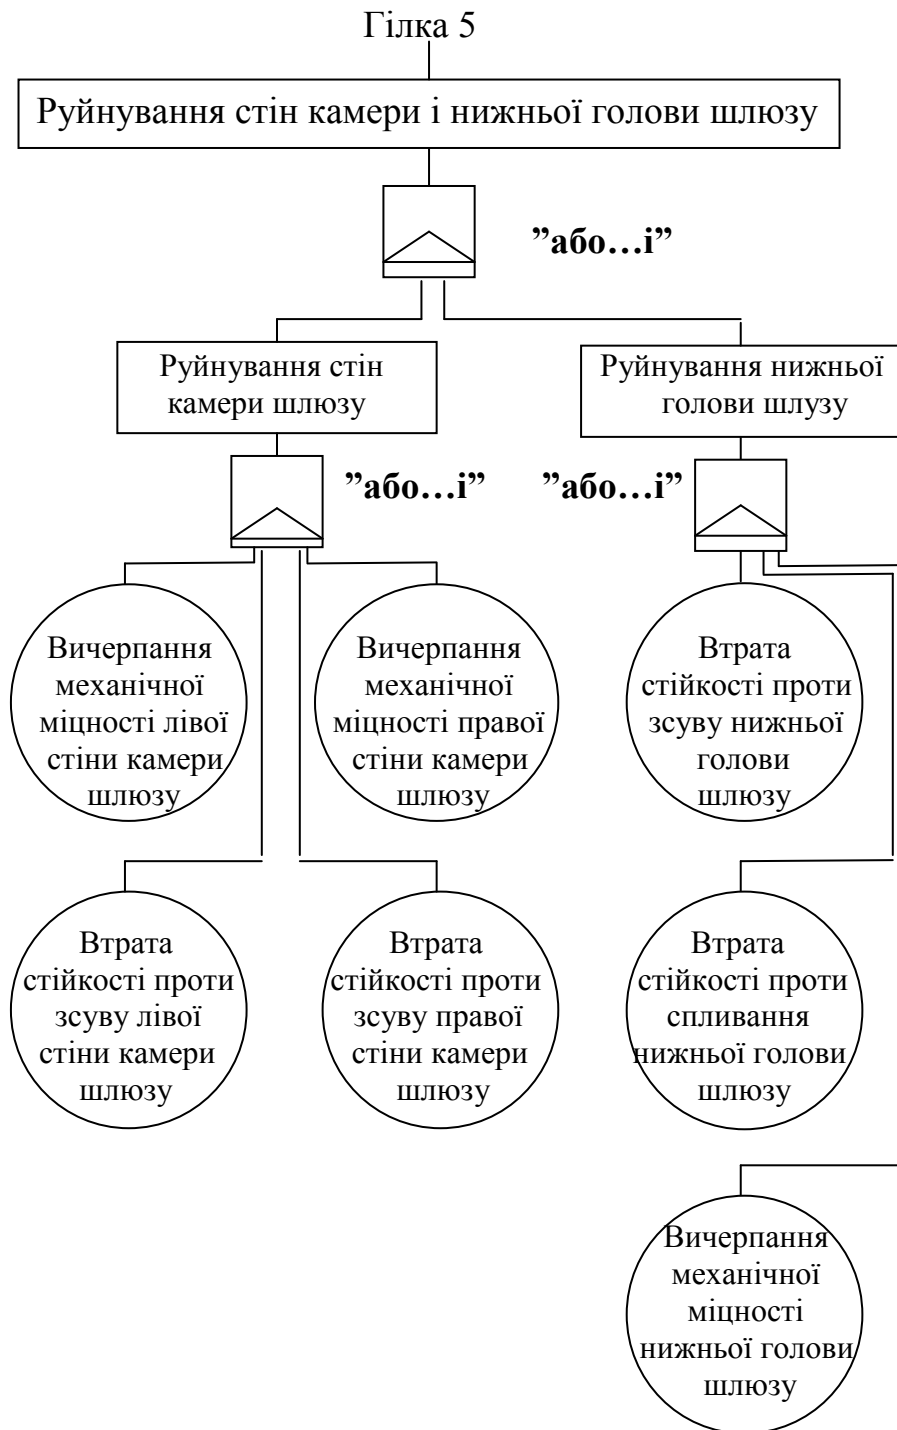 Гілка 5
Руйнування стін камери і нижньої голови шлюзу
”або…і”
Руйнування стін
камери шлюзу
Руйнування нижньої
голови шлузу
”або…і”
”або…і”
Вичерпання
механічної
міцності лівої
стіни камери
шлюзу
Вичерпання
механічної
міцності правої
стіни камери
шлюзу
Втрата
стійкості проти
зсуву нижньої
голови
шлюзу
Втрата
стійкості проти
зсуву лівої
стіни камери
шлюзу
Втрата
стійкості проти
зсуву правої
стіни камери
шлюзу
Втрата
стійкості проти
спливання
нижньої голови
шлюзу
Вичерпання
механічної
міцності
нижньої голови
шлюзу